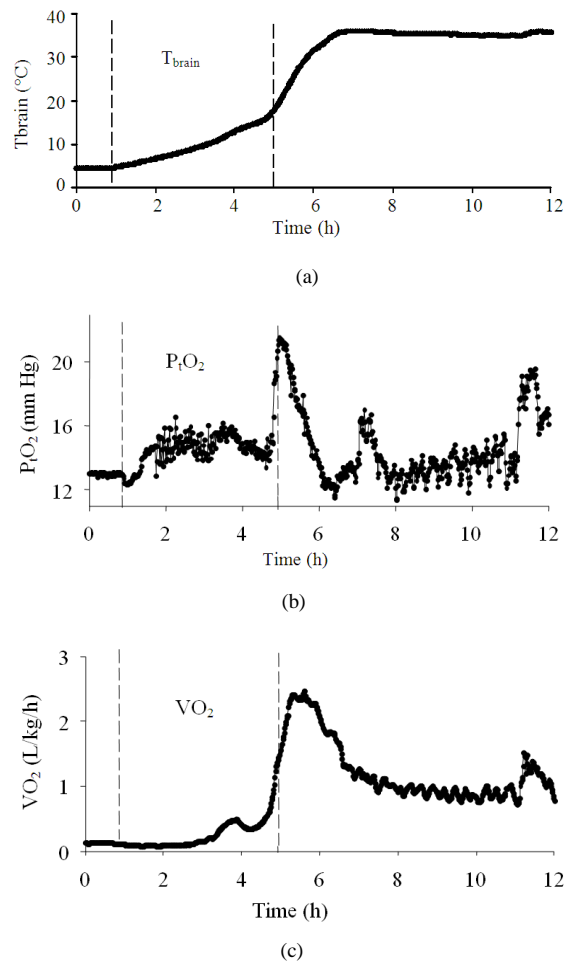 40
30
20
10
0
Tbrain (°C)
T_brain
0 2 4 6 8 10 12
Time (h)
(a)
20
16
12
PₜO₂ (mm Hg)
PₜO₂
0 2 4 6 8 10 12
Time (h)
(b)
3
2
1
0
VO₂ (L/kg/h)
VO₂
0 2 4 6 8 10 12
Time (h)
(c)